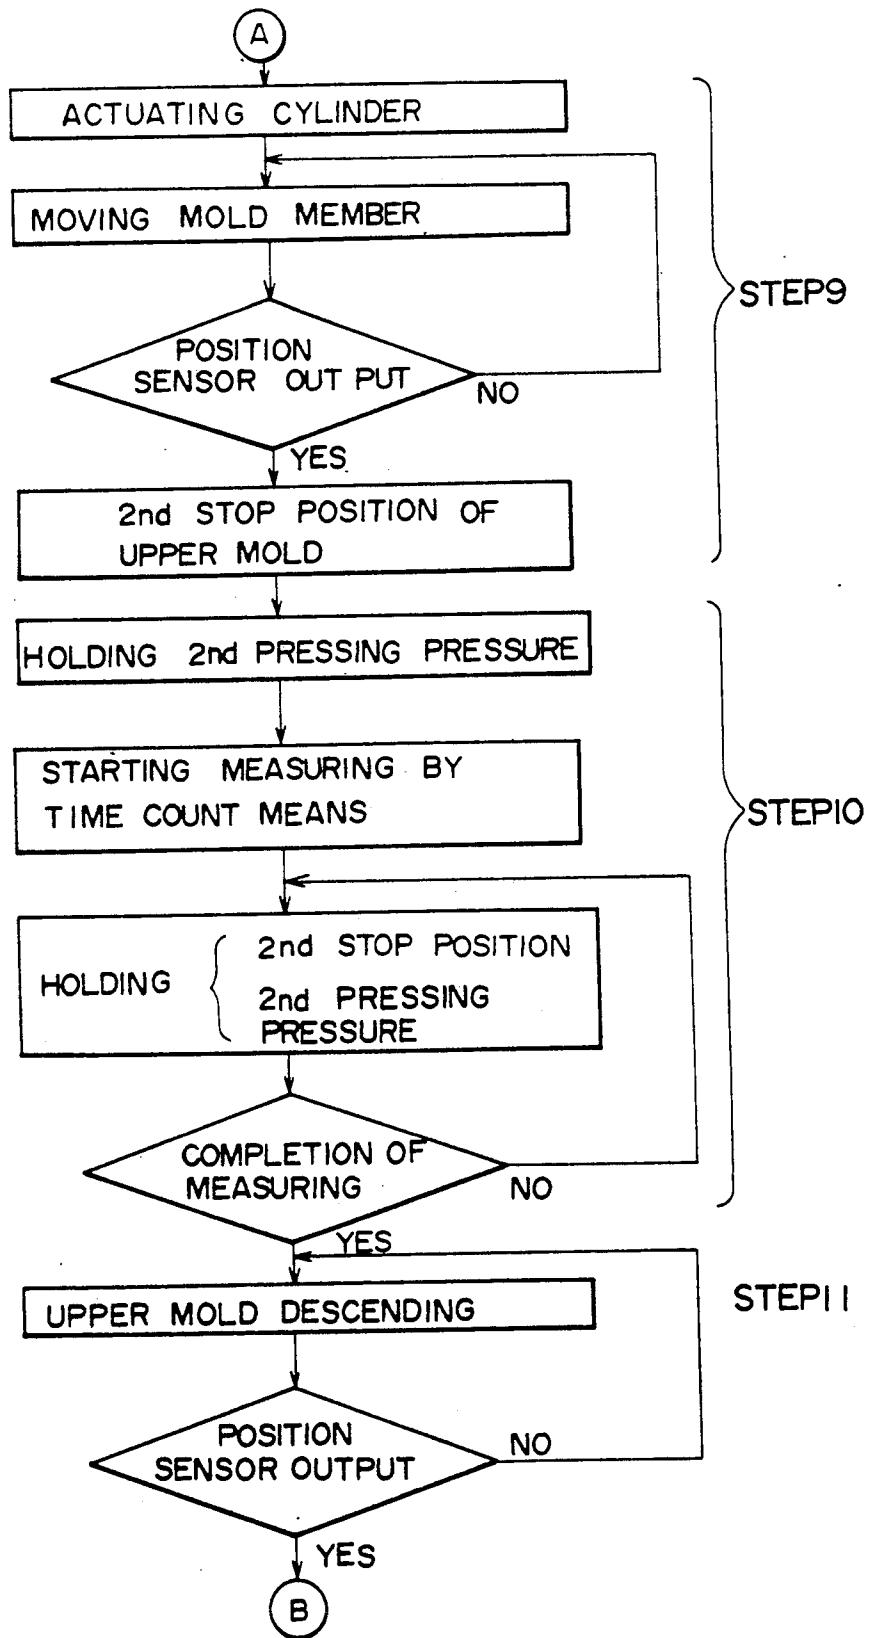 A
ACTUATING CYLINDER
MOVING MOLD MEMBER
STEP9
POSITION
SENSOR OUT PUT
NO
YES
2nd STOP POSITION OF
UPPER MOLD
HOLDING 2nd PRESSING PRESSURE
STARTING MEASURING BY
TIME COUNT MEANS
STEP10
HOLDING
2nd STOP POSITION
2nd PRESSING
PRESSURE
COMPLETION OF
MEASURING
NO
YES
UPPER MOLD DESCENDING
STEP11
POSITION
SENSOR OUTPUT
NO
YES
B